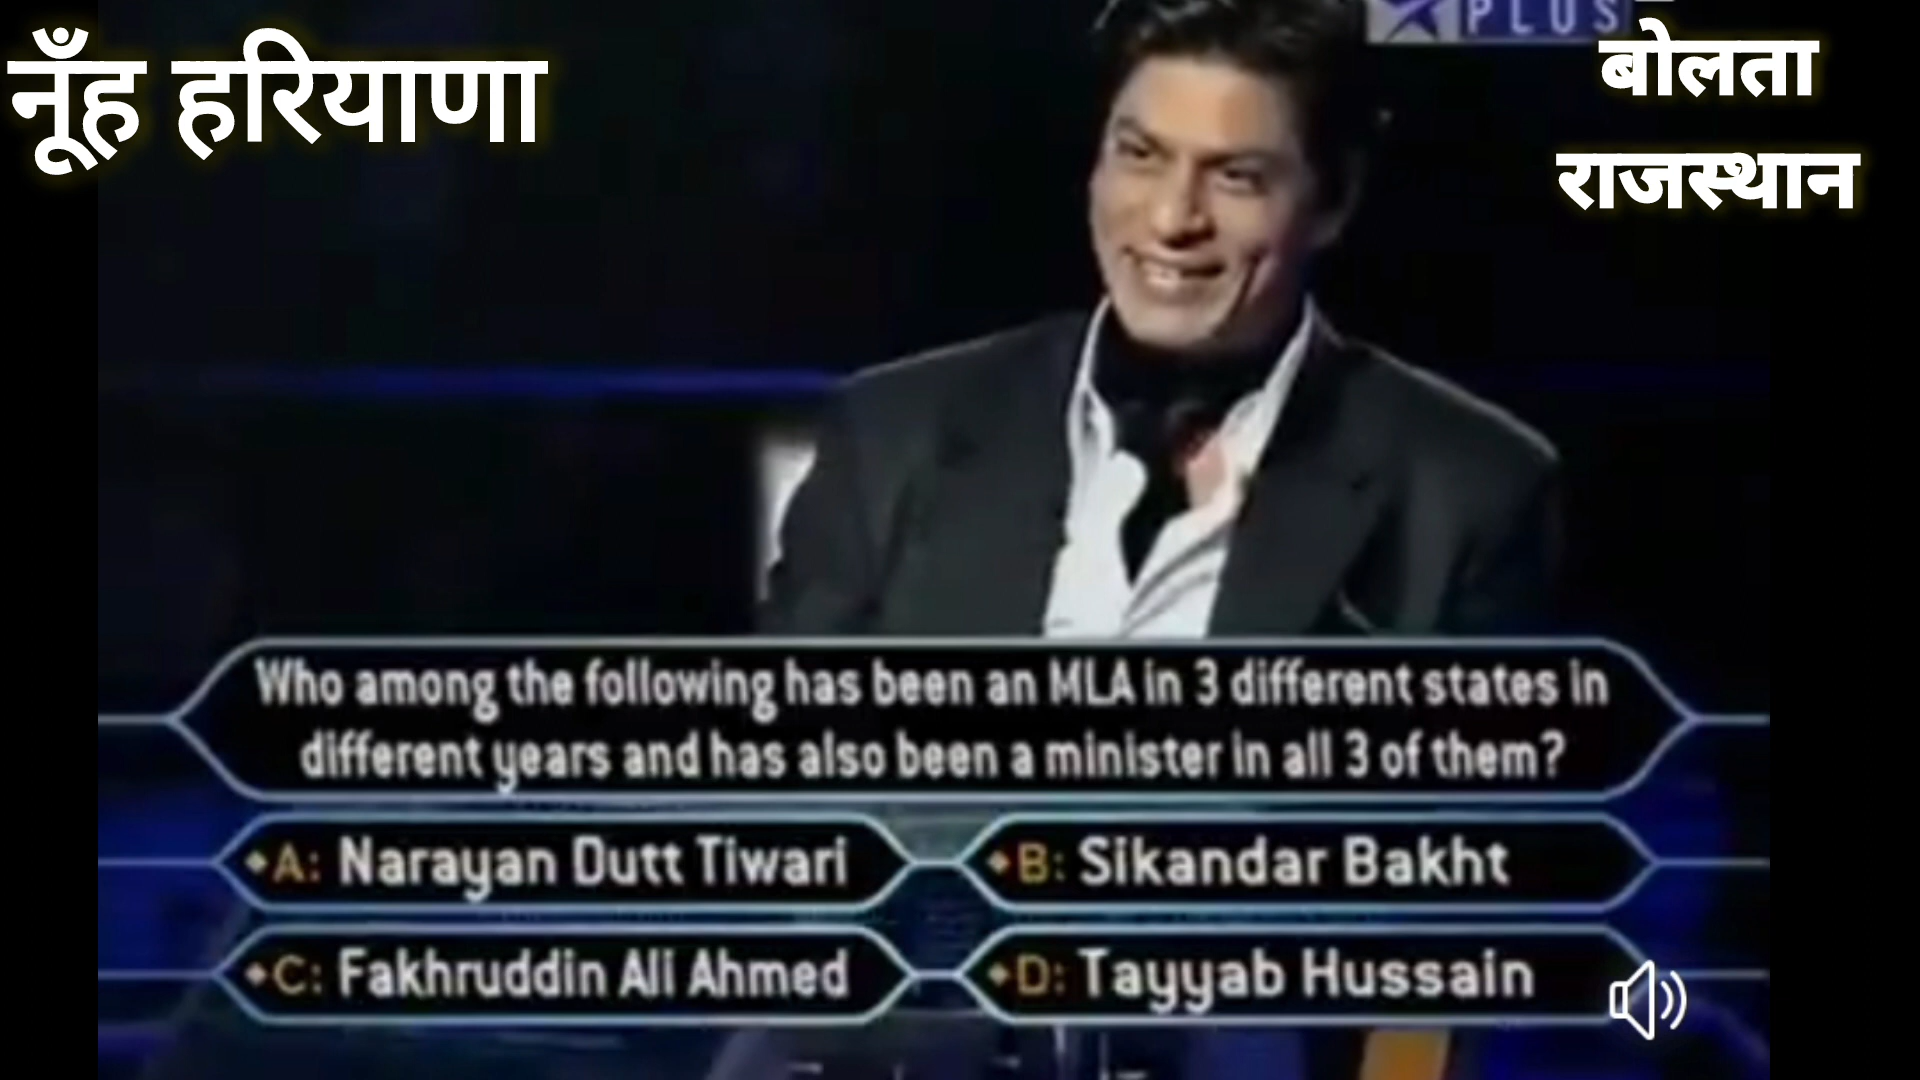 PLUS
नूँह हरियाणा
बोलता
राजस्थान
Who among the following has been an MLA in 3 different states in
different years and has also been a minister in all 3 of them?
A: Narayan Dutt Tiwari
B: Sikandar Bakht
C: Fakhruddin Ali Ahmed
D: Tayyab Hussain